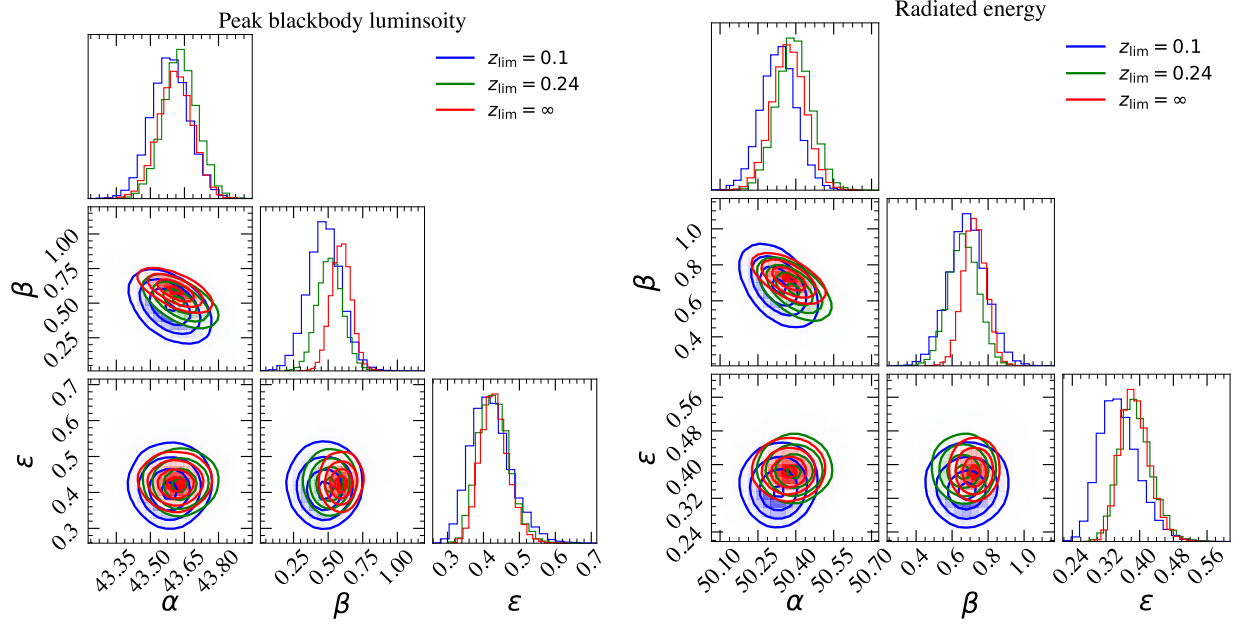 Peak blackbody luminsoity
z_lim = 0.1
z_lim = 0.24
z_lim = ∞
β
1.00
0.75
0.50
0.25
ε
0.7
0.6
0.5
0.4
0.3
43.35 43.50 43.65 43.80
α
0.25 0.50 0.75 1.00
β
0.3 0.4 0.5 0.6 0.7
ε
Radiated energy
z_lim = 0.1
z_lim = 0.24
z_lim = ∞
β
1.0
0.8
0.6
0.4
ε
0.56
0.48
0.40
0.32
0.24
50.10 50.25 50.40 50.55 50.70
α
0.4 0.6 0.8 1.0
β
0.24 0.32 0.40 0.48 0.56
ε